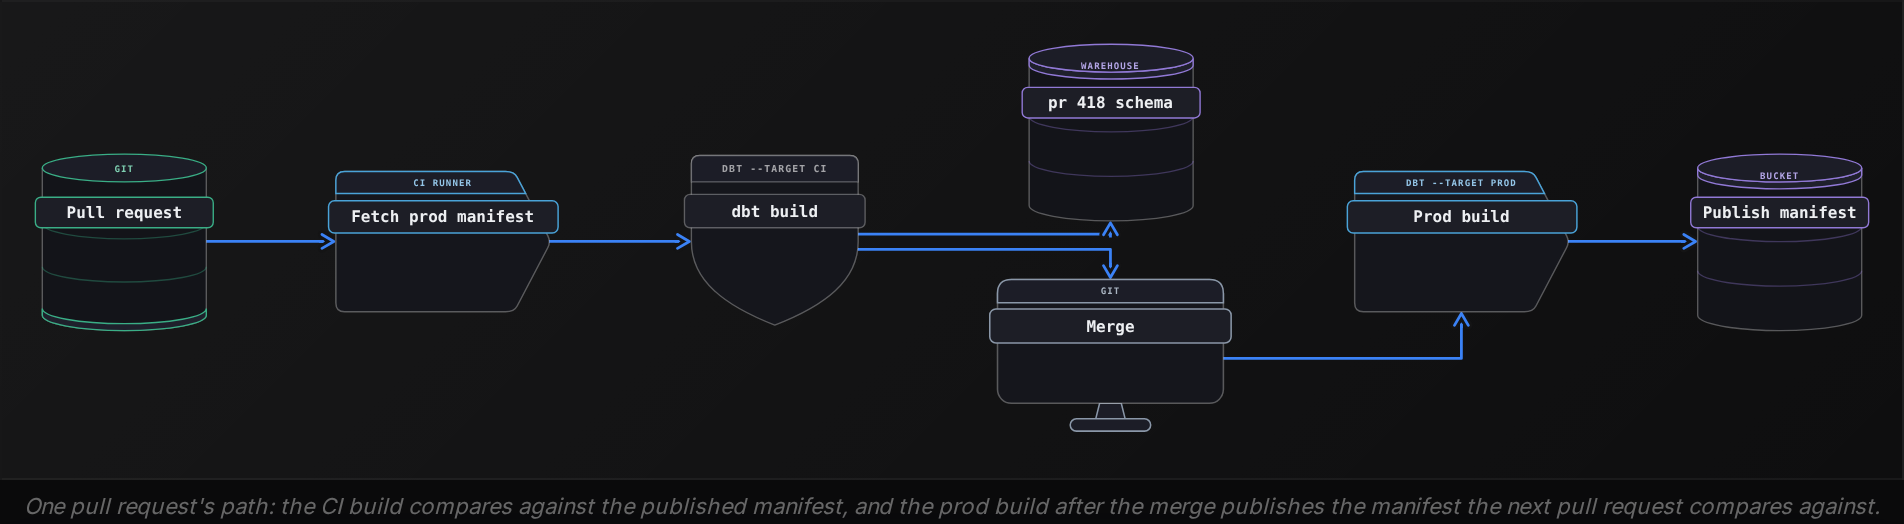 GIT
Pull request
CI RUNNER
Fetch prod manifest
DBT --TARGET CI
dbt build
WAREHOUSE
pr 418 schema
GIT
Merge
DBT --TARGET PROD
Prod build
BUCKET
Publish manifest
One pull request's path: the CI build compares against the published manifest, and the prod build after the merge publishes the manifest the next pull request compares against.